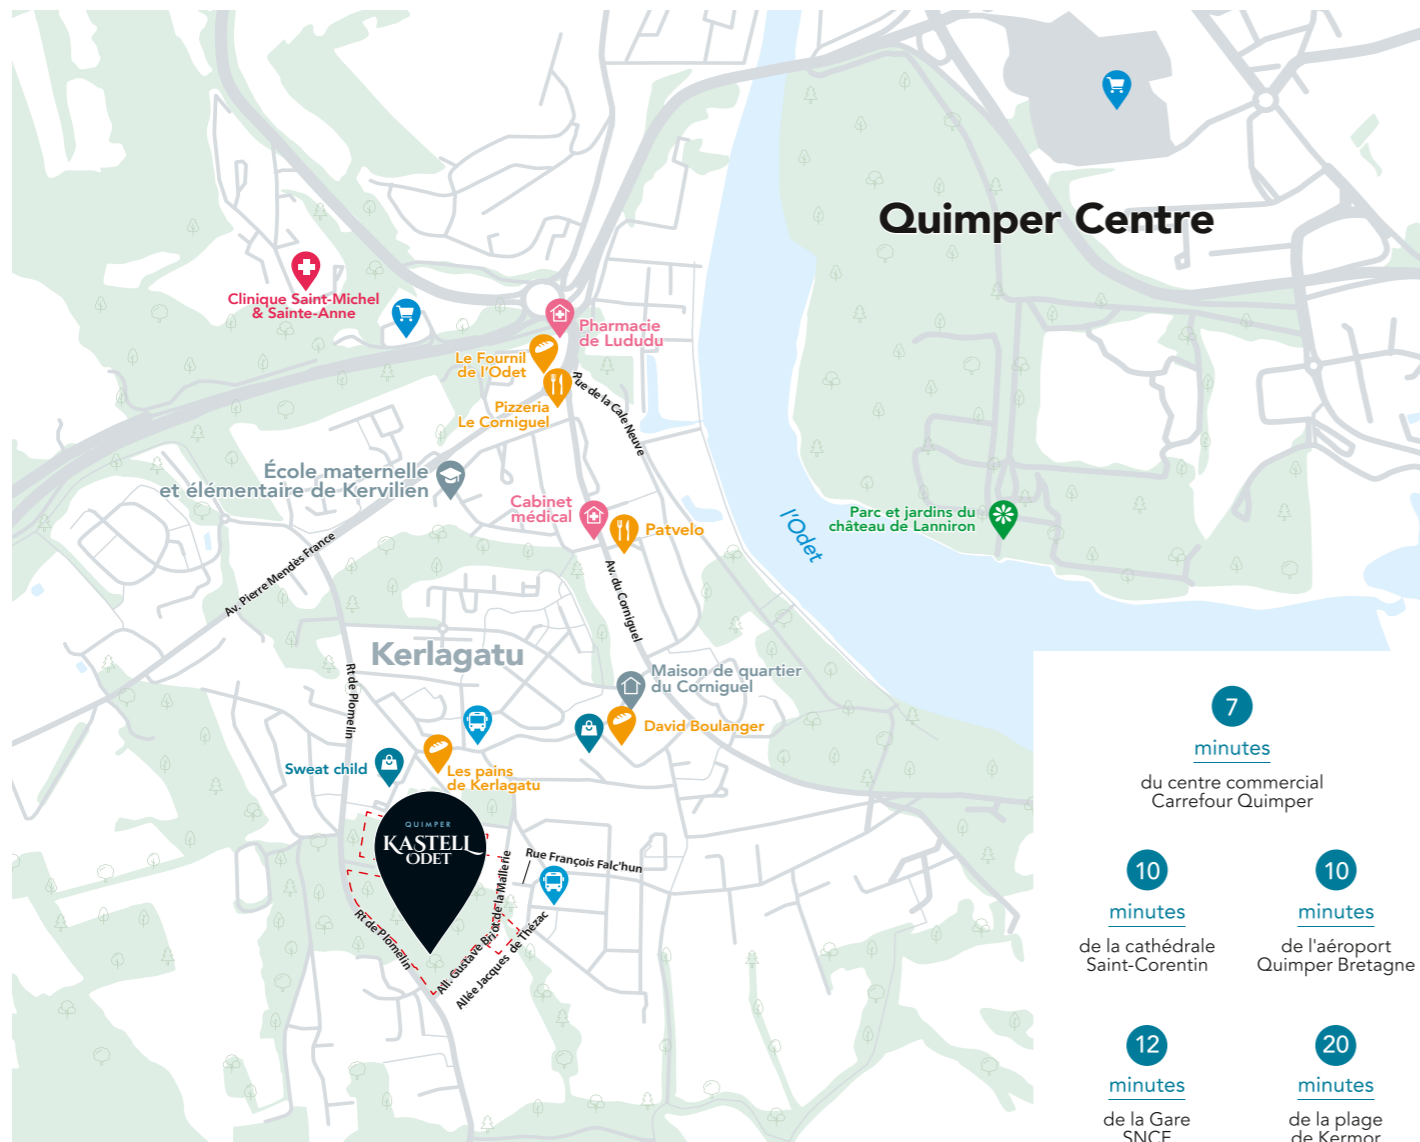 Quimper Centre
Clinique Saint-Michel
& Sainte-Anne
Pharmacie
de Lududu
Le Fournil
de l'Odet
Pizzeria
Le Corniguel
Rue de la Cale Neuve
École maternelle
et élémentaire de Kervilien
Cabinet
médical
Patvelo
Parc et jardins du
château de Lanniron
l'Odet
Av. Pierre Mendès France
Av. du Corniguel
Kerlagatu
Rt de Plomelin
Maison de quartier
du Corniguel
David Boulanger
Sweat child
Les pains
de Kerlagatu
QUIMPER
KASTELL
ODET
Rue François Falc'hun
All. Gustave Briot de la Mallerie
Allée Jacques de Thézac
Rt de Plomelin
7
minutes
du centre commercial
Carrefour Quimper
10
minutes
de la cathédrale
Saint-Corentin
10
minutes
de l'aéroport
Quimper Bretagne
12
minutes
de la Gare
SNCF
20
minutes
de la plage
de Kermor